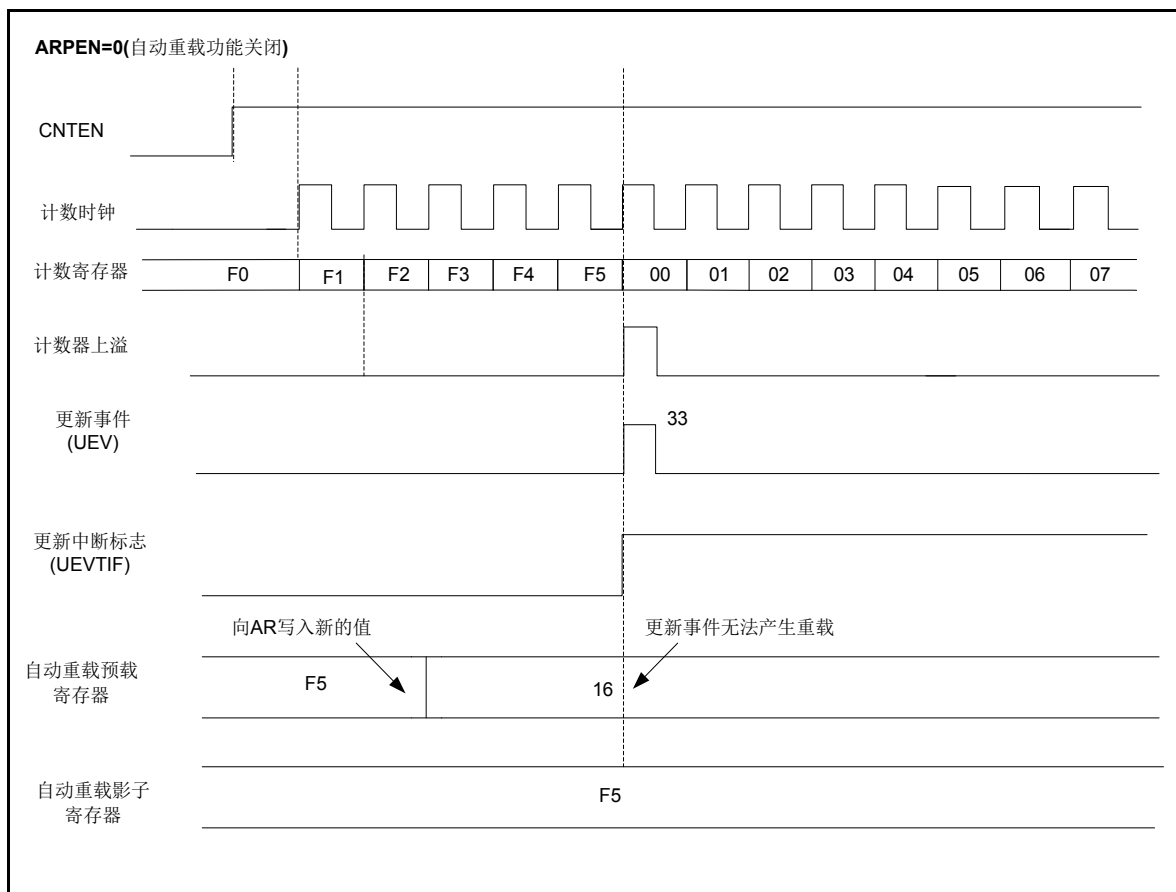 ARPEN=0(自动重载功能关闭)
CNTEN
计数时钟
计数寄存器
F0
F1
F2
F3
F4
F5
00
01
02
03
04
05
06
07
计数器上溢
更新事件
(UEV)
33
更新中断标志
(UEVTIF)
向AR写入新的值
更新事件无法产生重载
自动重载预载
寄存器
F5
16
自动重载影子
寄存器
F5